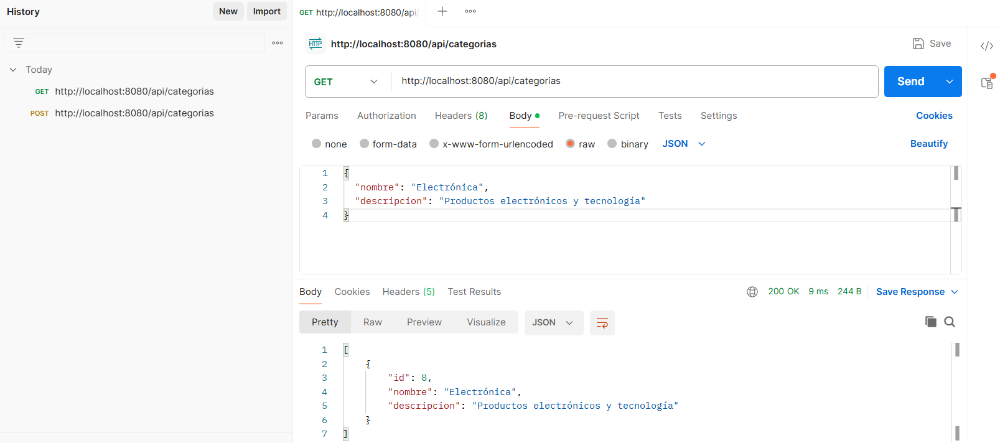 History
New
Import
Today
GET http://localhost:8080/api/categorias
POST http://localhost:8080/api/categorias
GET http://localhost:8080/api/
HTTP http://localhost:8080/api/categorias
Save
GET http://localhost:8080/api/categorias
Send
Params Authorization Headers (8) Body Pre-request Script Tests Settings Cookies
none form-data x-www-form-urlencoded raw binary JSON Beautify
1 {
2 "nombre": "Electrónica",
3 "descripcion": "Productos electrónicos y tecnología"
4 }
Body Cookies Headers (5) Test Results 200 OK 9 ms 244 B Save Response
Pretty Raw Preview Visualize JSON
1 [
2 {
3 "id": 8,
4 "nombre": "Electrónica",
5 "descripcion": "Productos electrónicos y tecnología"
6 }
7 ]